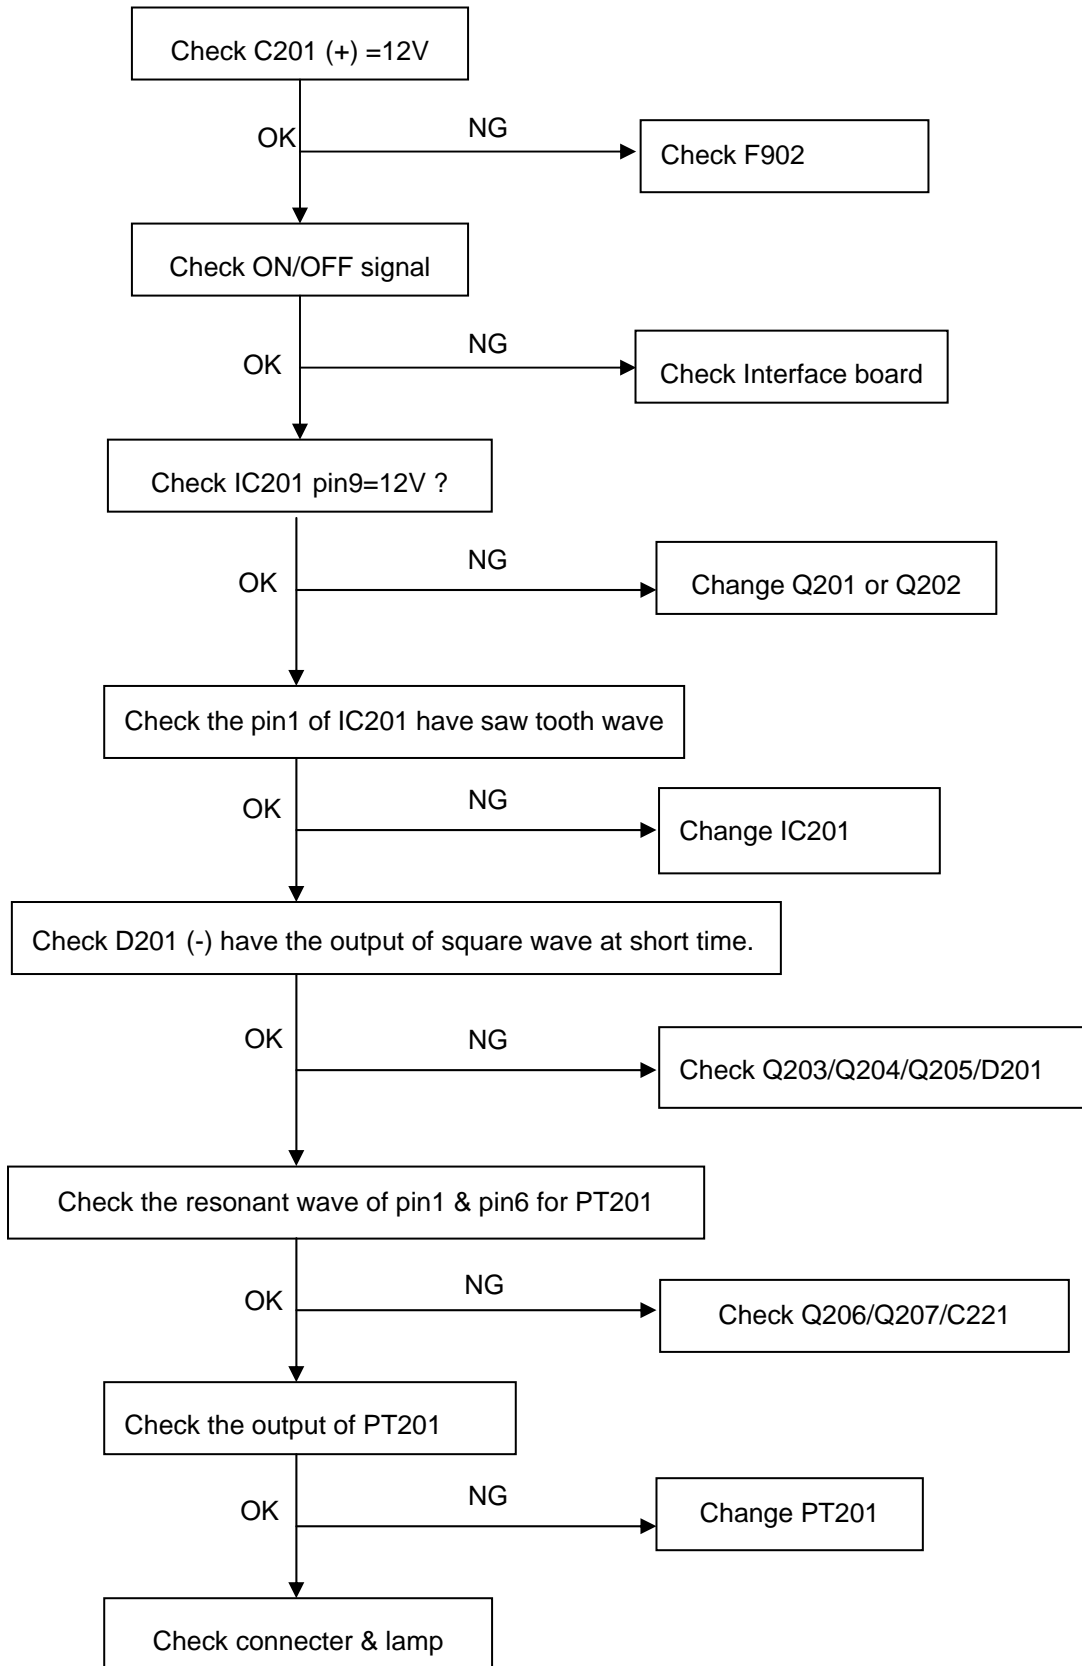 Check C201 (+) =12V
NG
OK
Check F902
Check ON/OFF signal
NG
OK
Check Interface board
Check IC201 pin9=12V ?
NG
OK
Change Q201 or Q202
Check the pin1 of IC201 have saw tooth wave
NG
OK
Change IC201
Check D201 (-) have the output of square wave at short time.
OK
NG
Check Q203/Q204/Q205/D201
Check the resonant wave of pin1 & pin6 for PT201
NG
OK
Check Q206/Q207/C221
Check the output of PT201
NG
OK
Change PT201
Check connecter & lamp